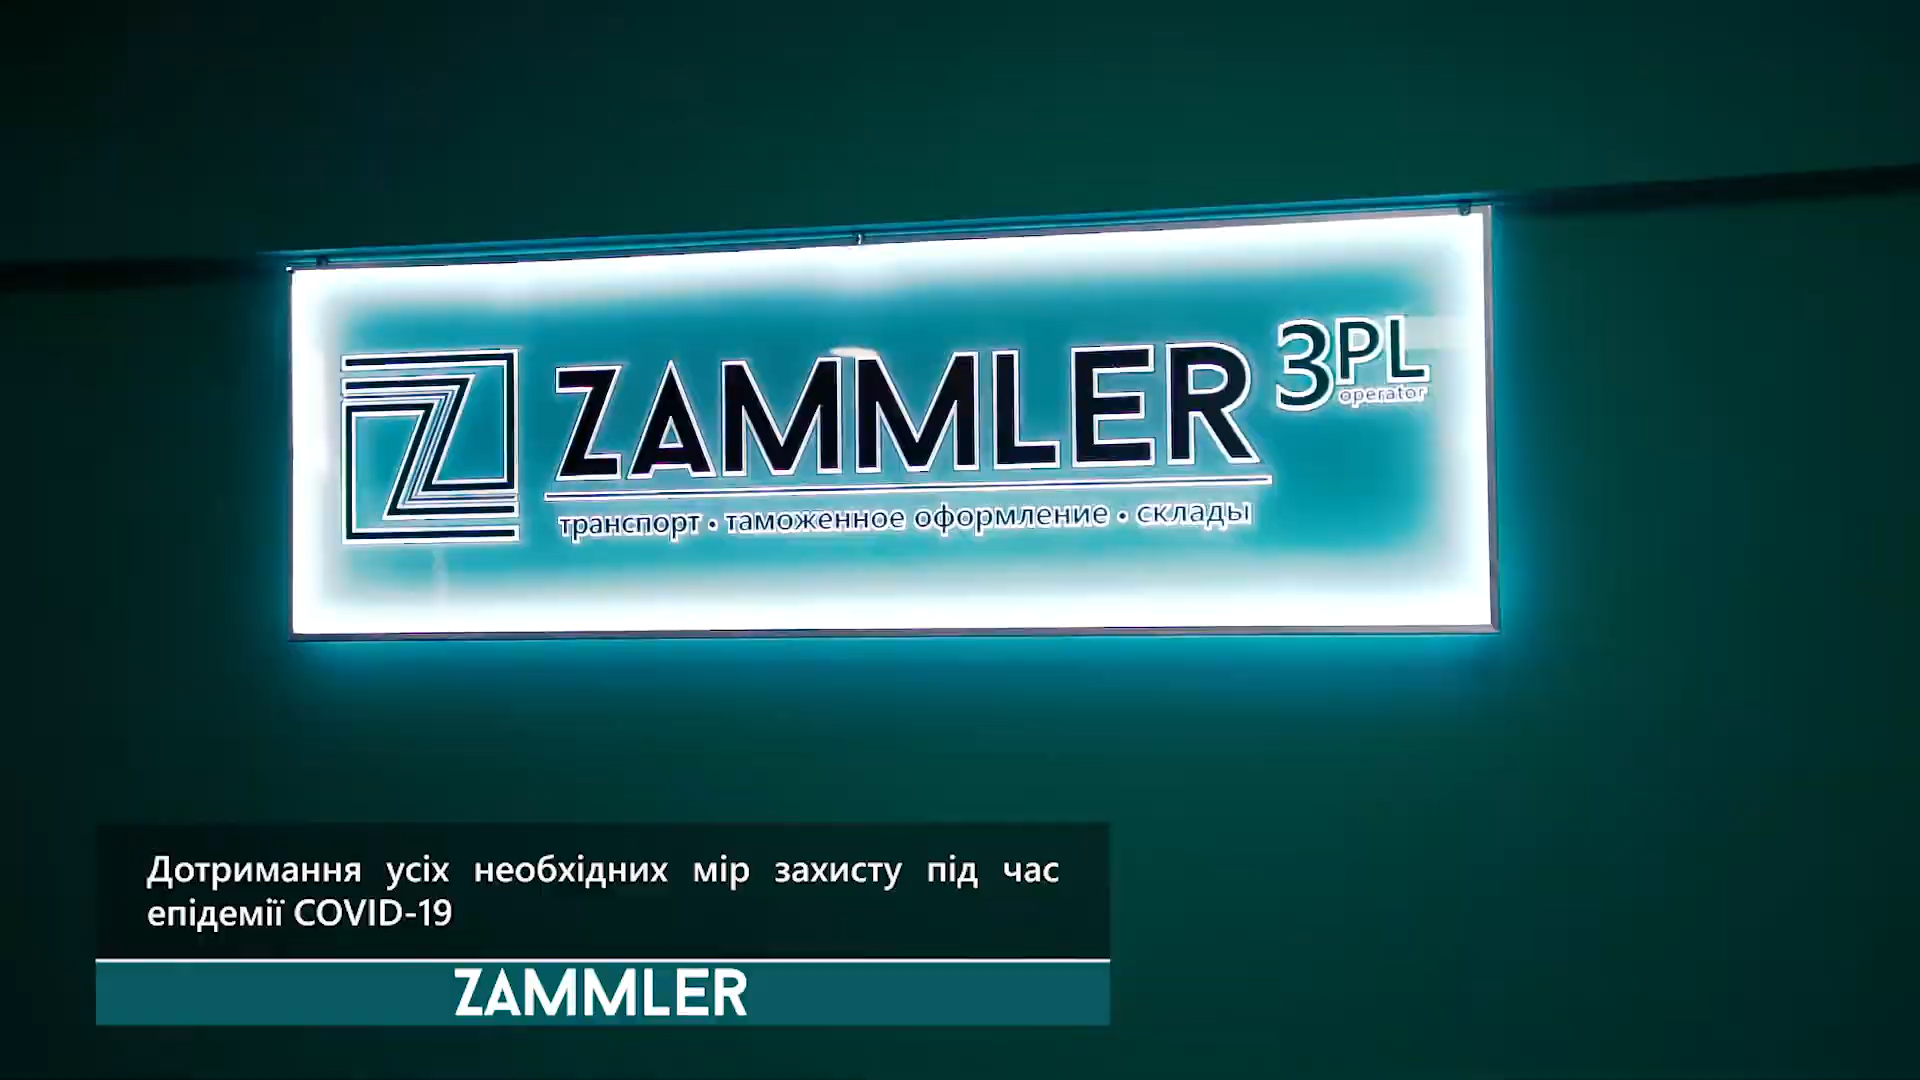 ZAMMLER 3PL
operator
транспорт • таможенное оформление • склады
Дотримання усіх необхідних мір захисту під час
епідемії COVID-19
ZAMMLER